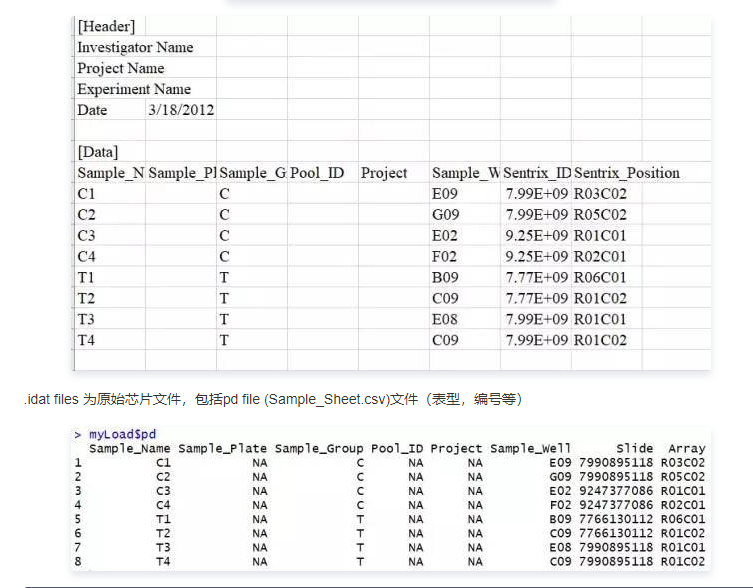 [Header]
Investigator Name
Project Name
Experiment Name
Date 3/18/2012
[Data]
Sample_N Sample_Pl Sample_G Pool_ID Project Sample_W Sentrix_ID Sentrix_Position
C1 C E09 7.99E+09 R03C02
C2 C G09 7.99E+09 R05C02
C3 C E02 9.25E+09 R01C01
C4 C F02 9.25E+09 R02C01
T1 T B09 7.77E+09 R06C01
T2 T C09 7.77E+09 R01C02
T3 T E08 7.99E+09 R01C01
T4 T C09 7.99E+09 R01C02
.idat files 为原始芯片文件，包括pd file (Sample_Sheet.csv)文件（表型，编号等）
> myLoad$pd
Sample_Name Sample_Plate Sample_Group Pool_ID Project Sample_Well Slide Array
1 C1 NA C NA NA E09 7990895118 R03C02
2 C2 NA C NA NA G09 7990895118 R05C02
3 C3 NA C NA NA E02 9247377086 R01C01
4 C4 NA C NA NA F02 9247377086 R02C01
5 T1 NA T NA NA B09 7766130112 R06C01
6 T2 NA T NA NA C09 7766130112 R01C02
7 T3 NA T NA NA E08 7990895118 R01C01
8 T4 NA T NA NA C09 7990895118 R01C02